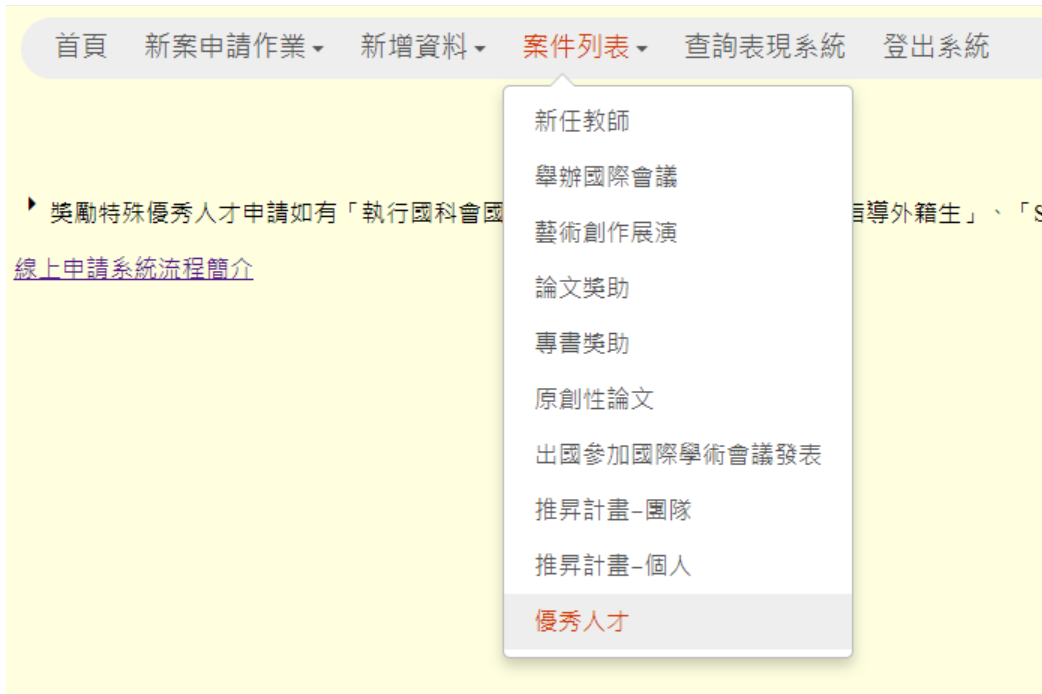 首頁 新案申請作業 新增資料 案件列表 查詢表現系統 登出系統
新任教師
舉辦國際會議
獎勵特殊優秀人才申請如有「執行國科會國
指導外籍生」、「S
藝術創作展演
線上申請系統流程簡介
論文獎助
專書獎助
原創性論文
出國參加國際學術會議發表
推昇計畫–團隊
推昇計畫–個人
優秀人才